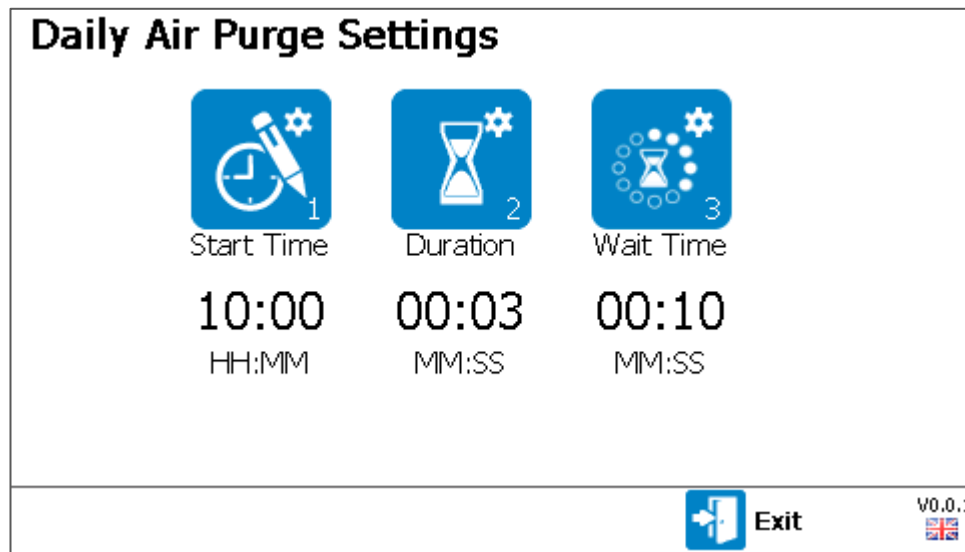 Daily Air Purge Settings
1 2 3
Start Time Duration Wait Time
10:00 00:03 00:10
HH:MM MM:SS MM:SS
Exit